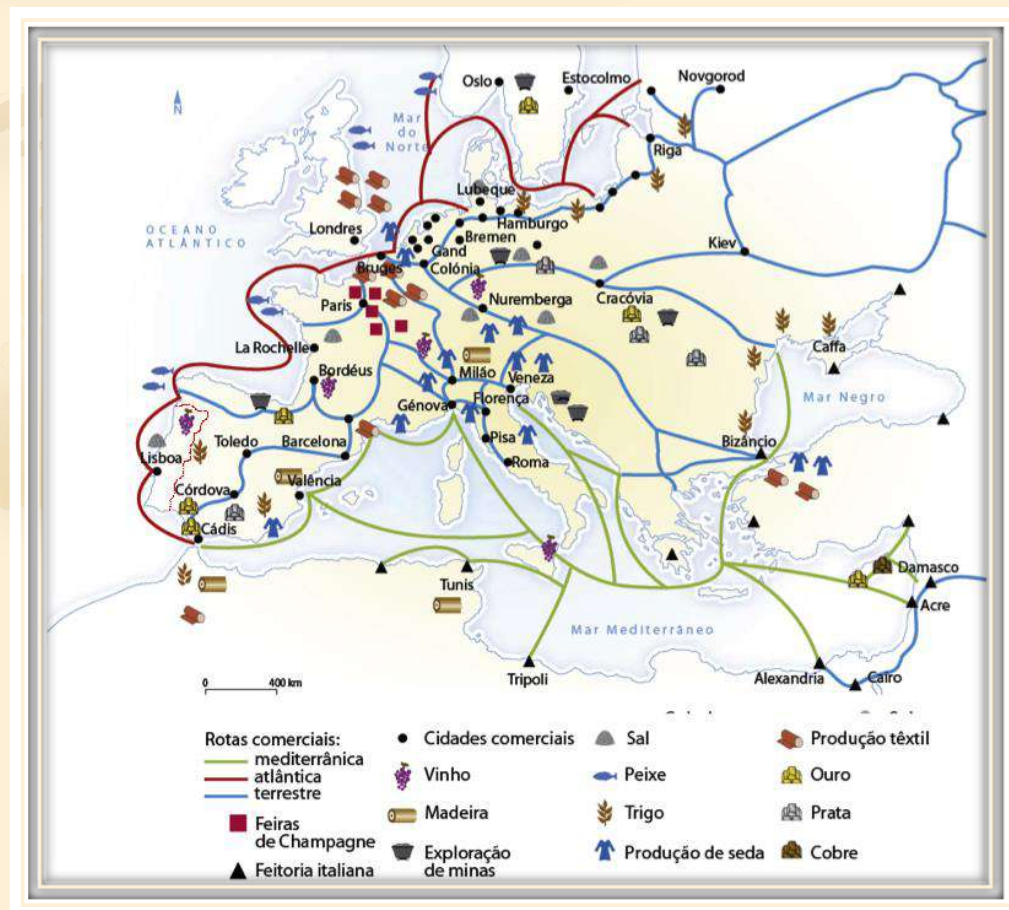 Oslo
Estocolmo
Novgorod
N
Mar
do
Norte
Riga
OCEANO
ATLÂNTICO
Lubeque
Hamburgo
Londres
Bremen
Gand
Kiev
Bruges
Colónia
Paris
Nuremberga
Cracóvia
Caffa
La Rochelle
Milão
Veneza
Bordéus
Mar Negro
Génova
Florença
Toledo
Barcelona
Pisa
Bizâncio
Lisboa
Roma
Córdova
Valência
Cádis
Tunis
Damasco
Acre
Mar Mediterrâneo
0 400 km
Tripoli
Alexandria
Cairo
Rotas comerciais:
mediterrânica
atlântica
terrestre
Feiras
de Champagne
Feitoria italiana
Cidades comerciais
Vinho
Madeira
Exploração
de minas
Sal
Peixe
Trigo
Produção de seda
Produção têxtil
Ouro
Prata
Cobre